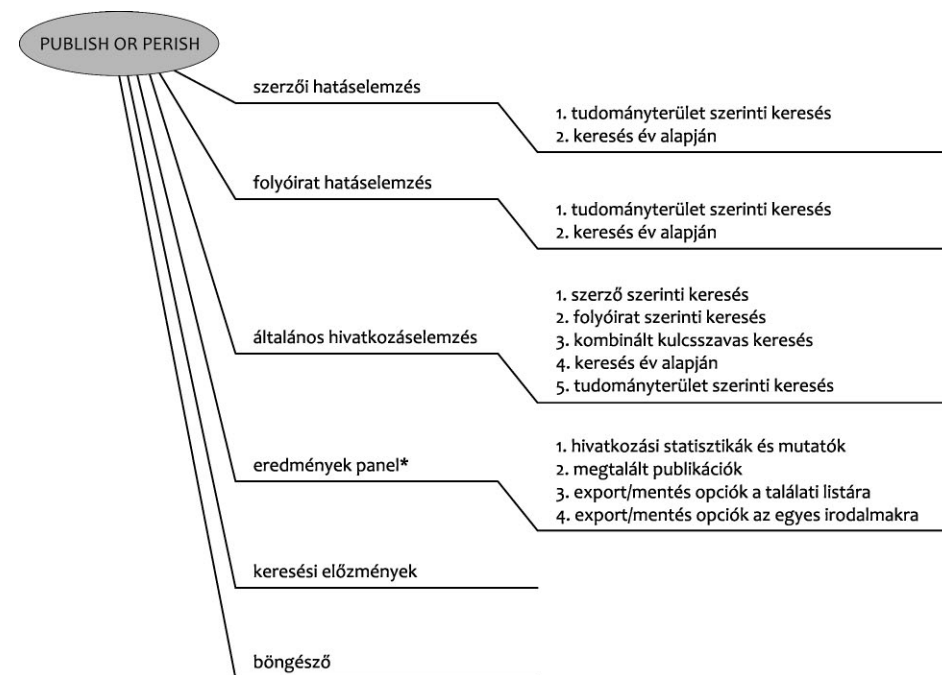 PUBLISH OR PERISH
szerzői hatáselemzés
1. tudományterület szerinti keresés
2. keresés év alapján
folyóirat hatáselemzés
1. tudományterület szerinti keresés
2. keresés év alapján
általános hivatkozáselemzés
1. szerző szerinti keresés
2. folyóirat szerinti keresés
3. kombinált kulcsszavas keresés
4. keresés év alapján
5. tudományterület szerinti keresés
eredmények panel*
1. hivatkozási statisztikák és mutatók
2. megtalált publikációk
3. export/mentés opciók a találati listára
4. export/mentés opciók az egyes irodalmakra
keresési előzmények
böngésző